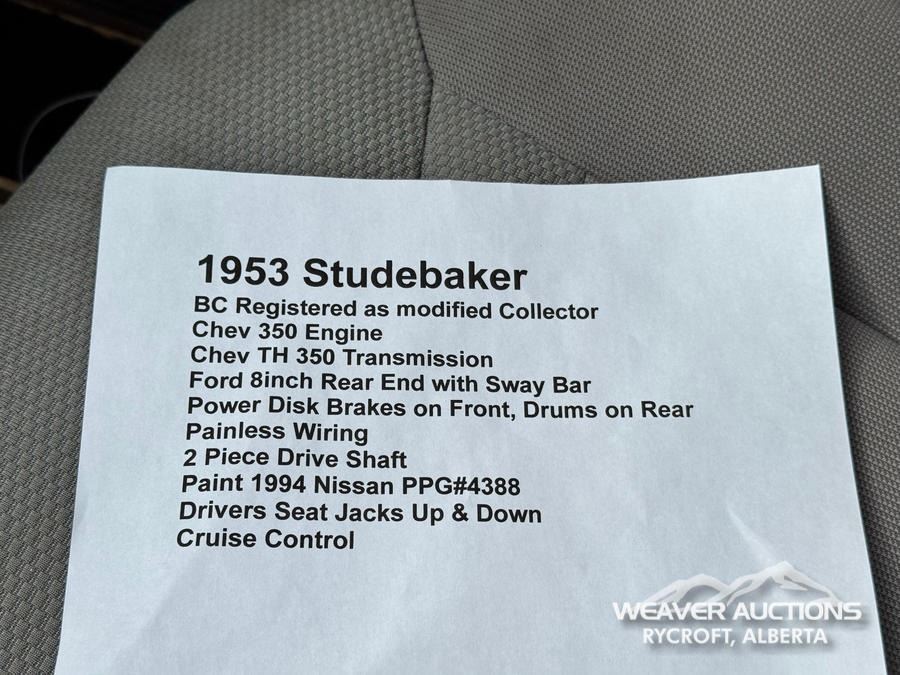 1953 Studebaker
BC Registered as modified Collector
Chev 350 Engine
Chev TH 350 Transmission
Ford 8inch Rear End with Sway Bar
Power Disk Brakes on Front, Drums on Rear
Painless Wiring
2 Piece Drive Shaft
Paint 1994 Nissan PPG#4388
Drivers Seat Jacks Up & Down
Cruise Control
WEAVER AUCTIONS
RYCROFT, ALBERTA